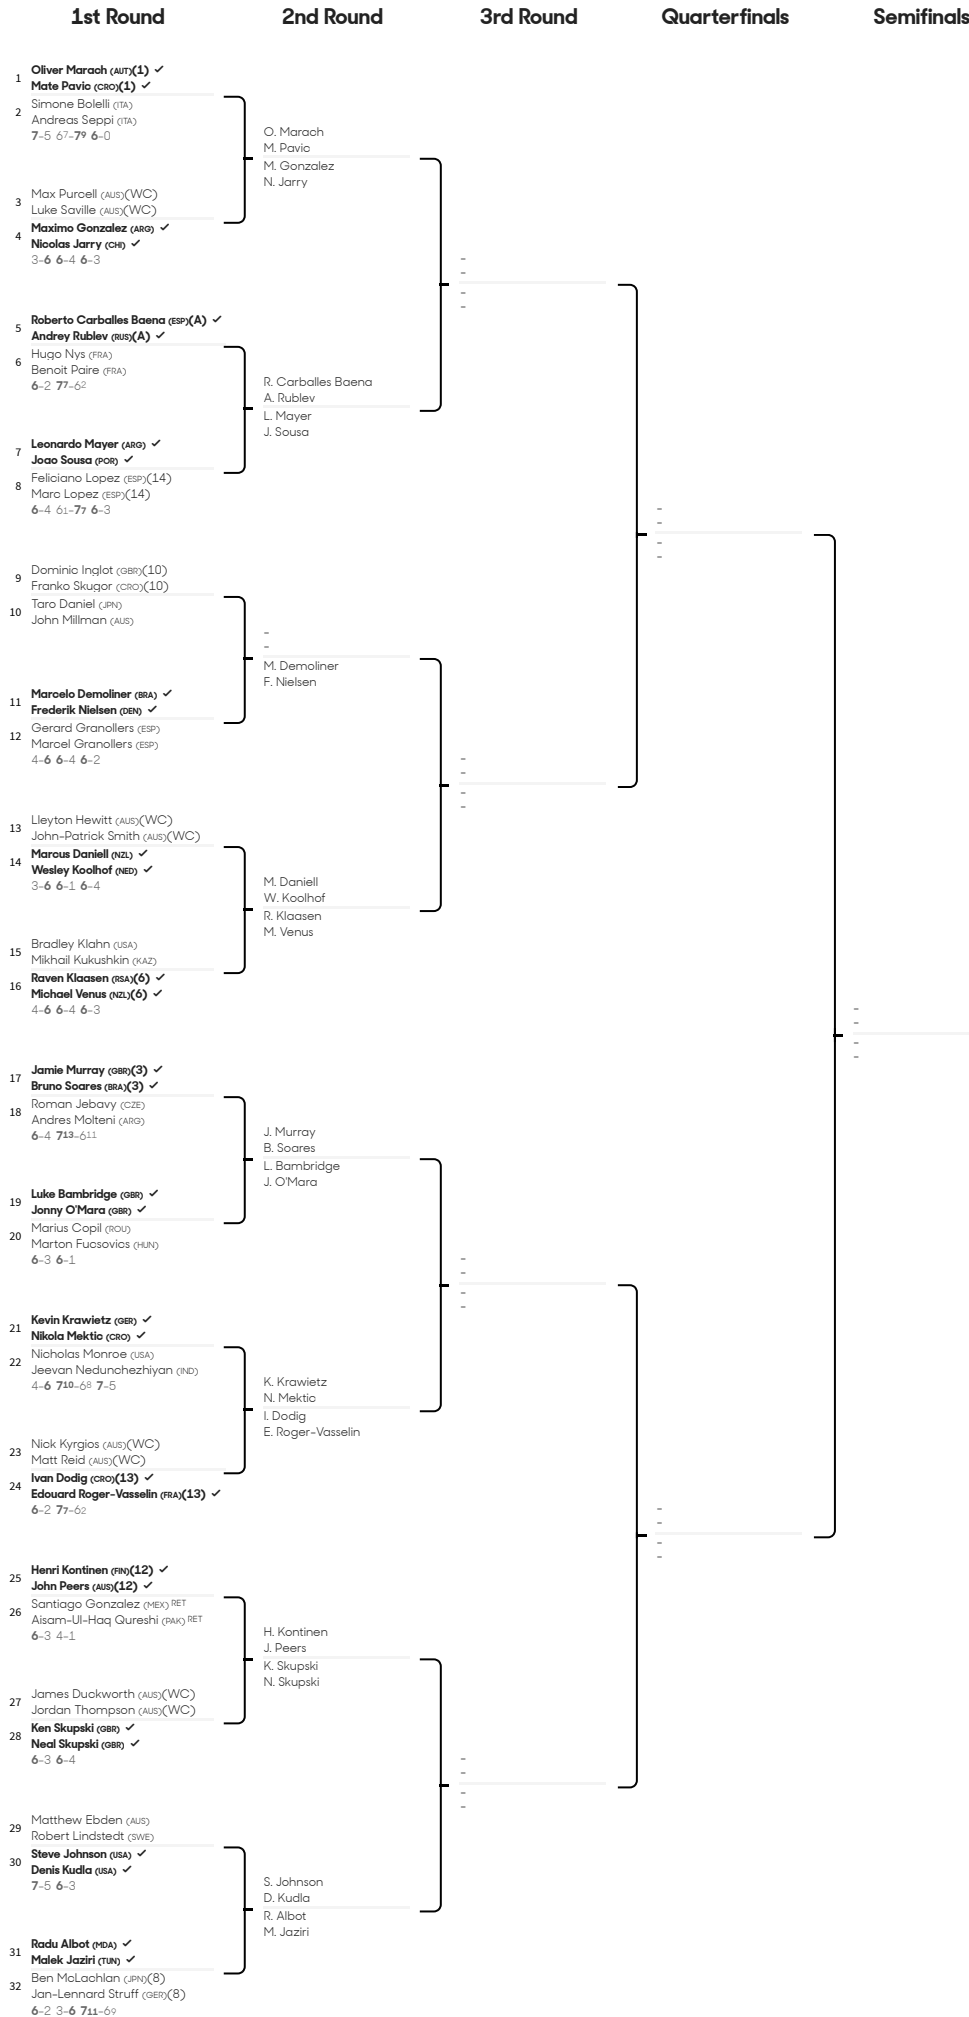 1st Round
2nd Round
3rd Round
Quarterfinals
Semifinals
1
Oliver Marach (AUT)(1) ✓
Mate Pavic (CRO)(1) ✓
2
Simone Bolelli (ITA)
Andreas Seppi (ITA)
7-5 67-79 6-0
3
Max Purcell (AUS)(WC)
Luke Saville (AUS)(WC)
4
Maximo Gonzalez (ARG) ✓
Nicolas Jarry (CHI) ✓
3-6 6-4 6-3
O. Marach
M. Pavic
M. Gonzalez
N. Jarry
5
Roberto Carballes Baena (ESP)(A) ✓
Andrey Rublev (RUS)(A) ✓
6
Hugo Nys (FRA)
Benoit Paire (FRA)
6-2 77-62
7
Leonardo Mayer (ARG) ✓
Joao Sousa (POR) ✓
8
Feliciano Lopez (ESP)(14)
Marc Lopez (ESP)(14)
6-4 61-77 6-3
R. Carballes Baena
A. Rublev
L. Mayer
J. Sousa
9
Dominic Inglot (GBR)(10)
Franko Skugor (CRO)(10)
10
Taro Daniel (JPN)
John Millman (AUS)
11
Marcelo Demoliner (BRA) ✓
Frederik Nielsen (DEN) ✓
12
Gerard Granollers (ESP)
Marcel Granollers (ESP)
4-6 6-4 6-2
-
-
M. Demoliner
F. Nielsen
13
Lleyton Hewitt (AUS)(WC)
John-Patrick Smith (AUS)(WC)
14
Marcus Daniell (NZL) ✓
Wesley Koolhof (NED) ✓
3-6 6-1 6-4
15
Bradley Klahn (USA)
Mikhail Kukushkin (KAZ)
16
Raven Klaasen (RSA)(6) ✓
Michael Venus (NZL)(6) ✓
4-6 6-4 6-3
M. Daniell
W. Koolhof
R. Klaasen
M. Venus
17
Jamie Murray (GBR)(3) ✓
Bruno Soares (BRA)(3) ✓
18
Roman Jebavy (CZE)
Andres Molteni (ARG)
6-4 713-611
19
Luke Bambridge (GBR) ✓
Jonny O'Mara (GBR) ✓
20
Marius Copil (ROU)
Marton Fucsovics (HUN)
6-3 6-1
J. Murray
B. Soares
L. Bambridge
J. O'Mara
21
Kevin Krawietz (GER) ✓
Nikola Mektic (CRO) ✓
22
Nicholas Monroe (USA)
Jeevan Nedunchezhiyan (IND)
4-6 710-68 7-5
23
Nick Kyrgios (AUS)(WC)
Matt Reid (AUS)(WC)
24
Ivan Dodig (CRO)(13) ✓
Edouard Roger-Vasselin (FRA)(13) ✓
6-2 77-62
K. Krawietz
N. Mektic
I. Dodig
E. Roger-Vasselin
25
Henri Kontinen (FIN)(12) ✓
John Peers (AUS)(12) ✓
26
Santiago Gonzalez (MEX) RET
Aisam-Ul-Haq Qureshi (PAK) RET
6-3 4-1
27
James Duckworth (AUS)(WC)
Jordan Thompson (AUS)(WC)
28
Ken Skupski (GBR) ✓
Neal Skupski (GBR) ✓
6-3 6-4
H. Kontinen
J. Peers
K. Skupski
N. Skupski
29
Matthew Ebden (AUS)
Robert Lindstedt (SWE)
30
Steve Johnson (USA) ✓
Denis Kudla (USA) ✓
7-5 6-3
31
Radu Albot (MDA) ✓
Malek Jaziri (TUN) ✓
32
Ben McLachlan (JPN)(8)
Jan-Lennard Struff (GER)(8)
6-2 3-6 711-69
S. Johnson
D. Kudla
R. Albot
M. Jaziri